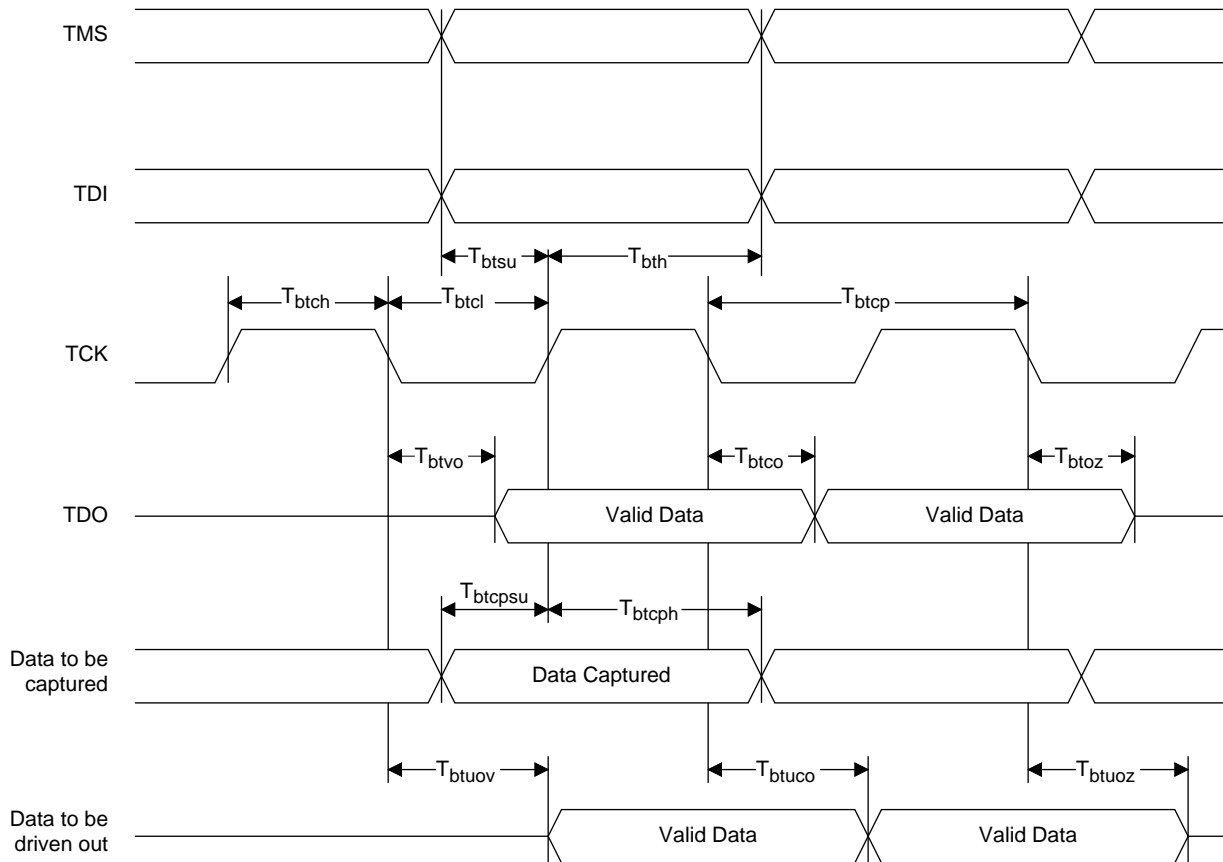 TMS
TDI
Tbtsu
Tbth
Tbtch
Tbtcl
Tbtcp
TCK
Tbtvo
Tbtco
Tbtoz
TDO
Valid Data
Valid Data
Tbtcpsu
Tbtcph
Data to be
captured
Data Captured
Tbtuov
Tbtuco
Tbtuoz
Data to be
driven out
Valid Data
Valid Data